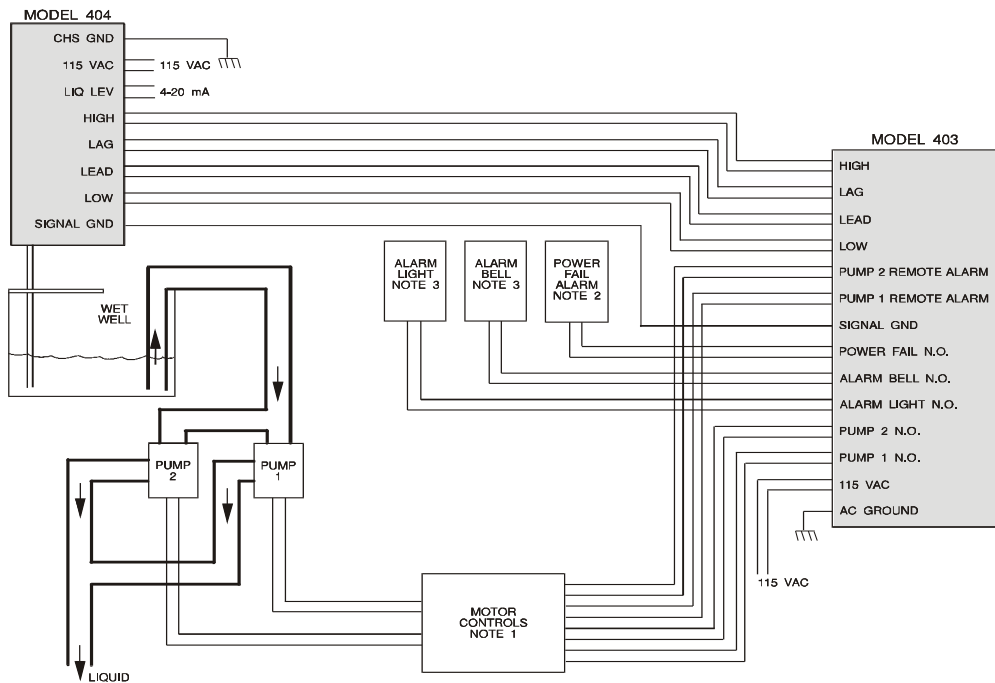 MODEL 404
CHS GND
115 VAC
115 VAC
LIQ LEV
4-20 mA
HIGH
LAG
LEAD
LOW
SIGNAL GND
MODEL 403
HIGH
LAG
LEAD
LOW
PUMP 2 REMOTE ALARM
PUMP 1 REMOTE ALARM
SIGNAL GND
POWER FAIL N.O.
ALARM BELL N.O.
ALARM LIGHT N.O.
PUMP 2 N.O.
PUMP 1 N.O.
115 VAC
AC GROUND
115 VAC
ALARM
LIGHT
NOTE 3
ALARM
BELL
NOTE 3
POWER
FAIL
ALARM
NOTE 2
WET
WELL
PUMP
2
PUMP
1
MOTOR
CONTROLS
NOTE 1
LIQUID